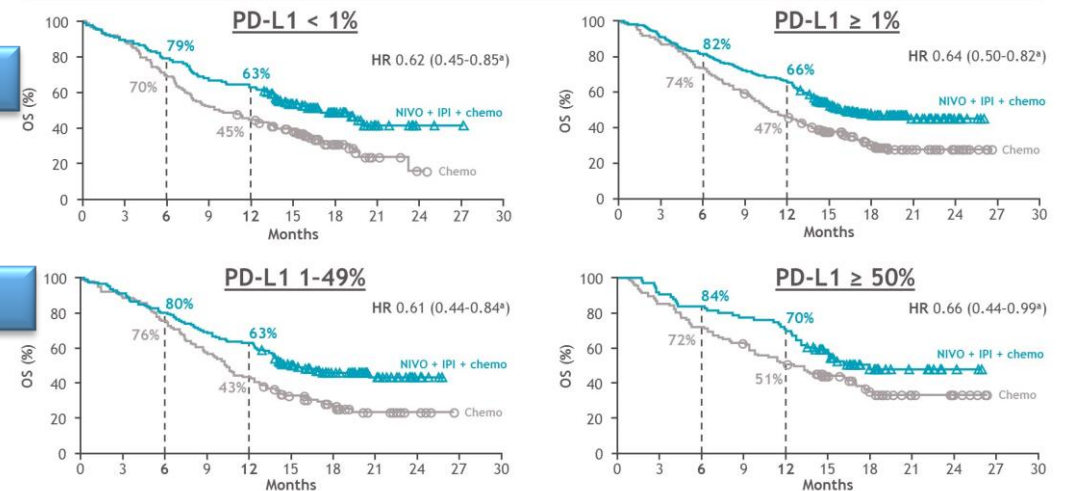 PD-L1 < 1%
HR 0.62 (0.45-0.85ᵃ)
OS (%)
100
80
60
40
20
0
79%
63%
70%
45%
NIVO + IPI + chemo
Chemo
0 3 6 9 12 15 18 21 24 27 30
Months
PD-L1 ≥ 1%
HR 0.64 (0.50-0.82ᵃ)
OS (%)
100
80
60
40
20
0
82%
66%
74%
47%
NIVO + IPI + chemo
Chemo
0 3 6 9 12 15 18 21 24 27 30
Months
PD-L1 1-49%
HR 0.61 (0.44-0.84ᵃ)
OS (%)
100
80
60
40
20
0
80%
63%
76%
43%
NIVO + IPI + chemo
Chemo
0 3 6 9 12 15 18 21 24 27 30
Months
PD-L1 ≥ 50%
HR 0.66 (0.44-0.99ᵃ)
OS (%)
100
80
60
40
20
0
84%
70%
72%
51%
NIVO + IPI + chemo
Chemo
0 3 6 9 12 15 18 21 24 27 30
Months